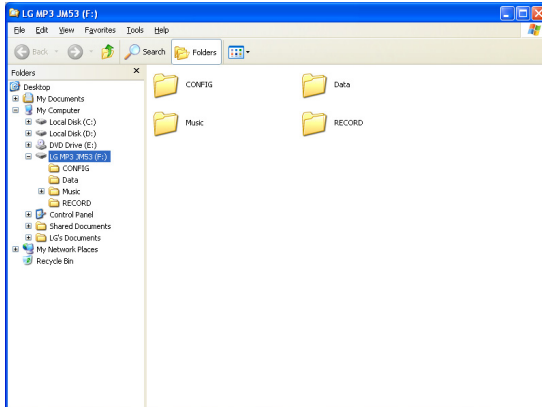 LG MP3 JM53 (F:)
File Edit View Favorites Tools Help
Back Search Folders
Folders
Desktop
My Documents
My Computer
Local Disk (C:)
Local Disk (D:)
DVD Drive (E:)
LG MP3 JM53 (F:)
CONFIG
Data
Music
RECORD
Control Panel
Shared Documents
LG's Documents
My Network Places
Recycle Bin
CONFIG Data
Music RECORD